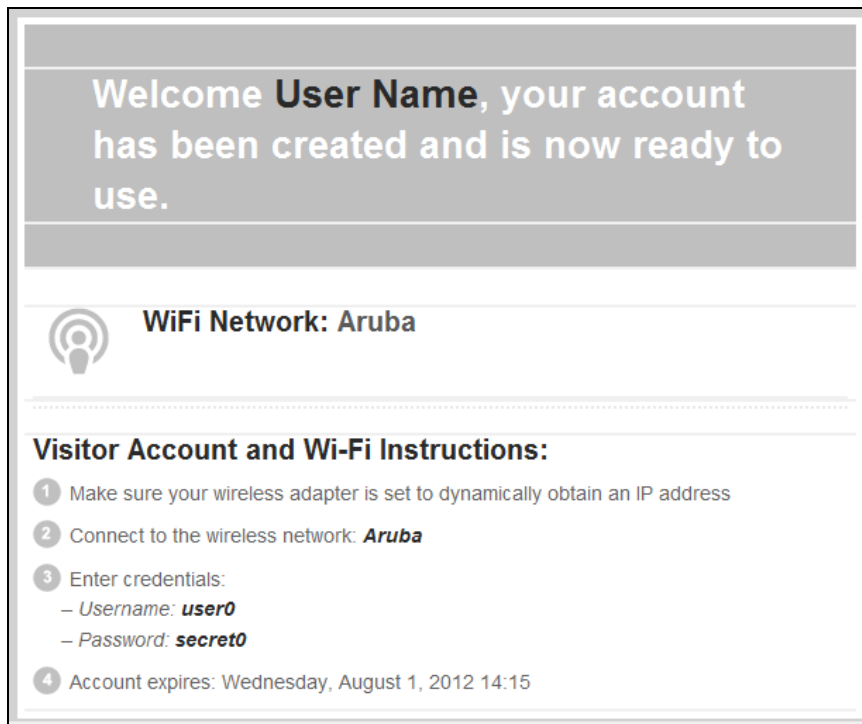 Welcome User Name, your account
has been created and is now ready to
use.
WiFi Network: Aruba
Visitor Account and Wi-Fi Instructions:
1 Make sure your wireless adapter is set to dynamically obtain an IP address
2 Connect to the wireless network: Aruba
3 Enter credentials:
– Username: user0
– Password: secret0
4 Account expires: Wednesday, August 1, 2012 14:15